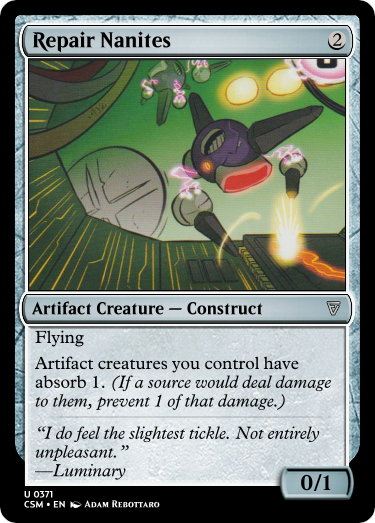 Repair Nanites 2
Artifact Creature — Construct
Flying
Artifact creatures you control have
absorb 1. (If a source would deal damage
to them, prevent 1 of that damage.)
“I do feel the slightest tickle. Not entirely
unpleasant.”
—Luminary
0/1
U 0371
CSM • EN Adam Rebottaro